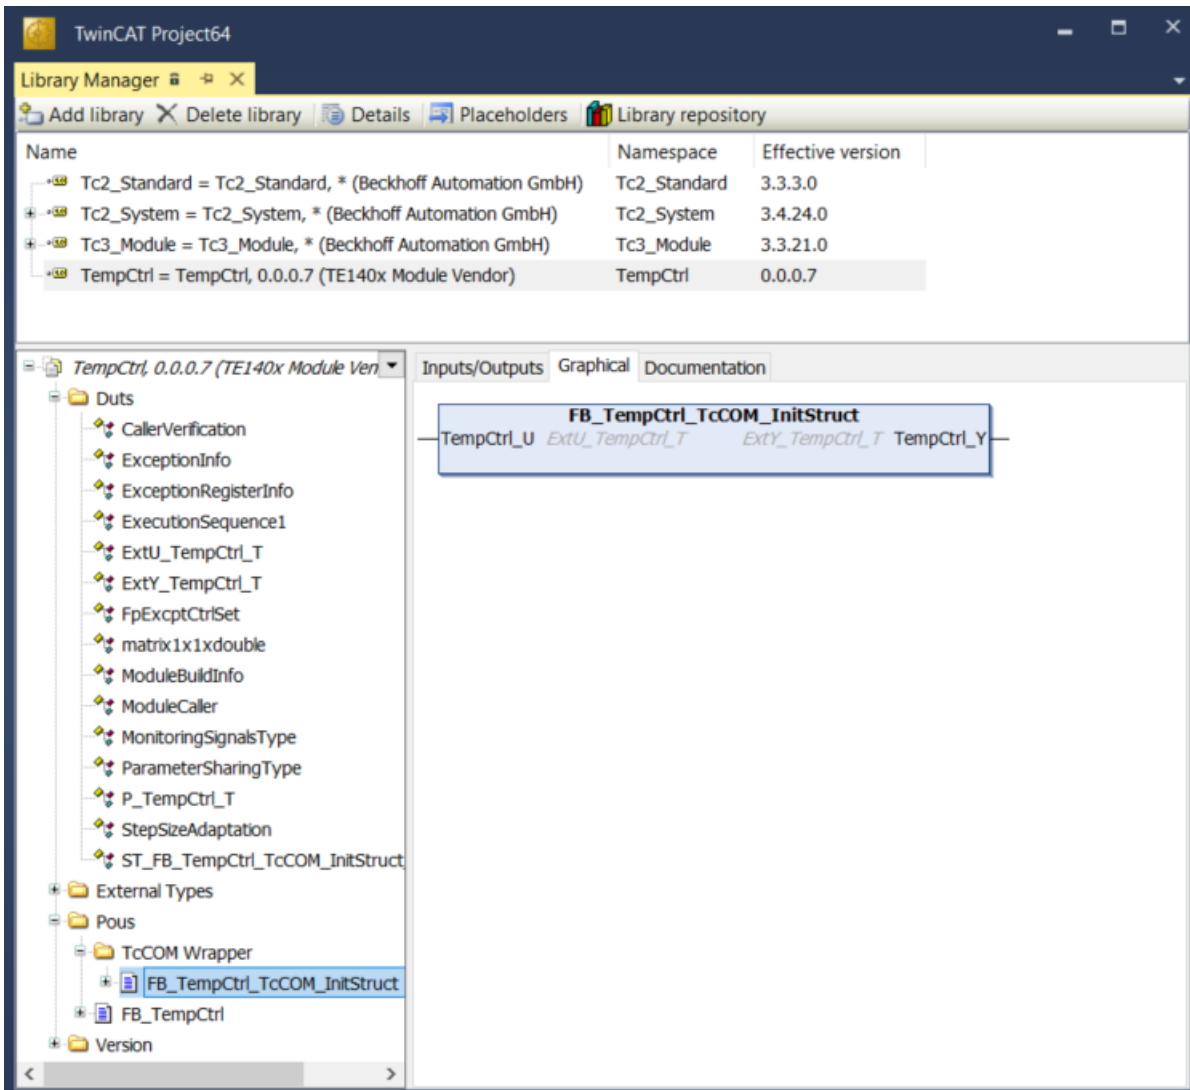 TwinCAT Project64
Library Manager
Add library Delete library Details Placeholders Library repository
Name Namespace Effective version
Tc2_Standard = Tc2_Standard, * (Beckhoff Automation GmbH) Tc2_Standard 3.3.3.0
Tc2_System = Tc2_System, * (Beckhoff Automation GmbH) Tc2_System 3.4.24.0
Tc3_Module = Tc3_Module, * (Beckhoff Automation GmbH) Tc3_Module 3.3.21.0
TempCtrl = TempCtrl, 0.0.0.7 (TE140x Module Vendor) TempCtrl 0.0.0.7
TempCtrl, 0.0.0.7 (TE140x Module Ven
Duts
CallerVerification
ExceptionInfo
ExceptionRegisterInfo
ExecutionSequence1
ExtU_TempCtrl_T
ExtY_TempCtrl_T
FpExcptCtrlSet
matrix1x1xdouble
ModuleBuildInfo
ModuleCaller
MonitoringSignalsType
ParameterSharingType
P_TempCtrl_T
StepSizeAdaptation
ST_FB_TempCtrl_TcCOM_InitStruct
External Types
Pous
TcCOM Wrapper
FB_TempCtrl_TcCOM_InitStruct
FB_TempCtrl
Version
Inputs/Outputs Graphical Documentation
FB_TempCtrl_TcCOM_InitStruct
TempCtrl_U ExtU_TempCtrl_T ExtY_TempCtrl_T TempCtrl_Y